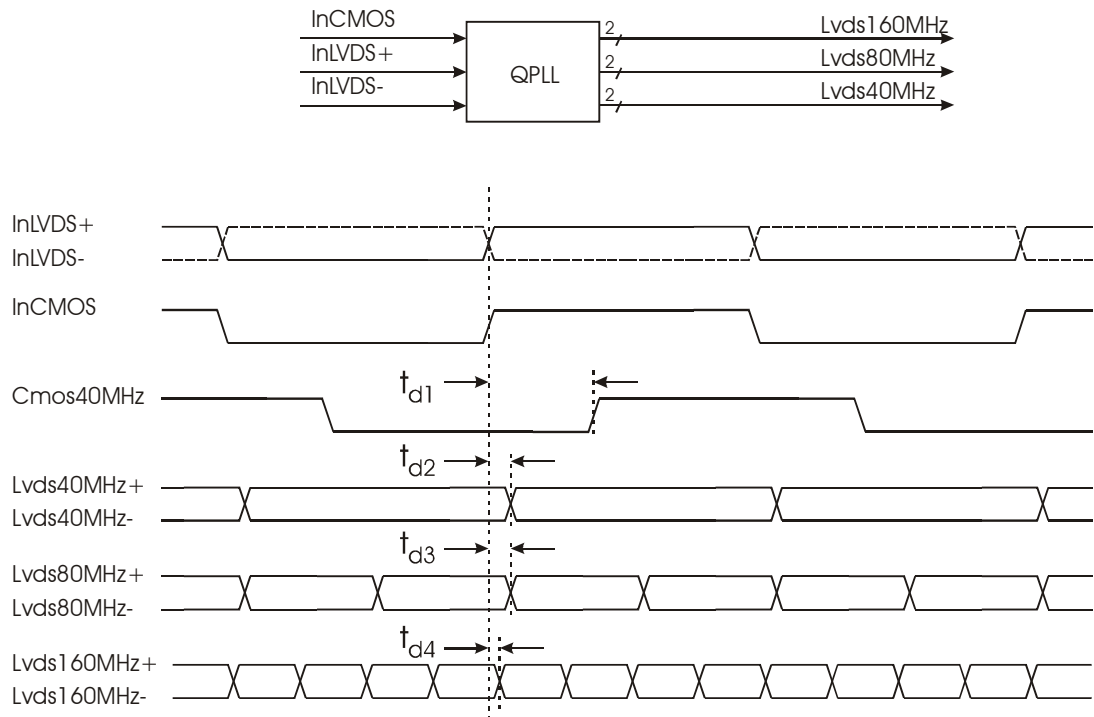 InCMOS
InLVDS+
InLVDS-
QPLL
2
2
2
Lvds160MHz
Lvds80MHz
Lvds40MHz
InLVDS+
InLVDS-
InCMOS
td1
Cmos40MHz
td2
Lvds40MHz+
Lvds40MHz-
td3
Lvds80MHz+
Lvds80MHz-
td4
Lvds160MHz+
Lvds160MHz-